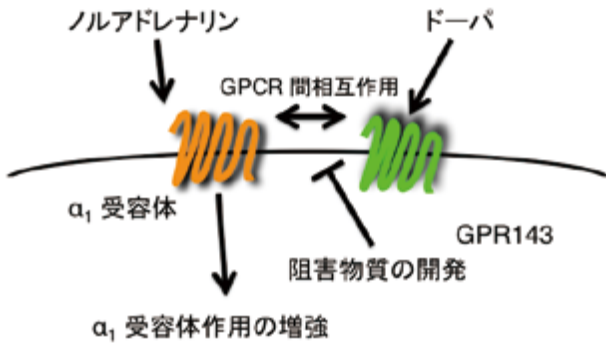 ノルアドレナリン
ドーパ
GPCR 間相互作用
α₁ 受容体
GPR143
阻害物質の開発
α₁ 受容体作用の増強